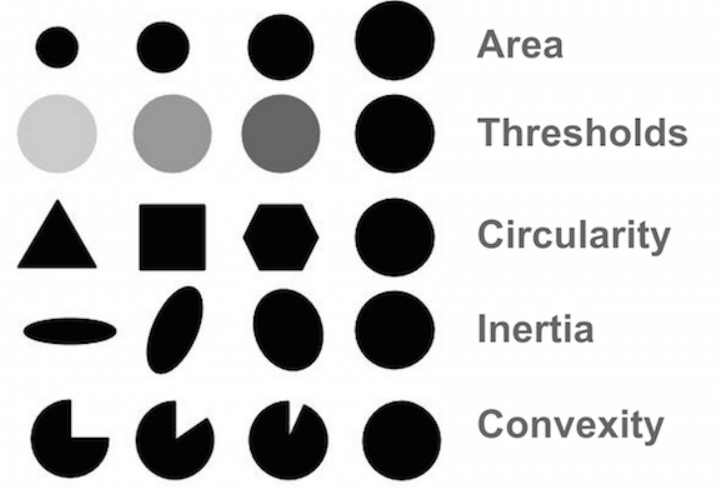 Area
Thresholds
Circularity
Inertia
Convexity